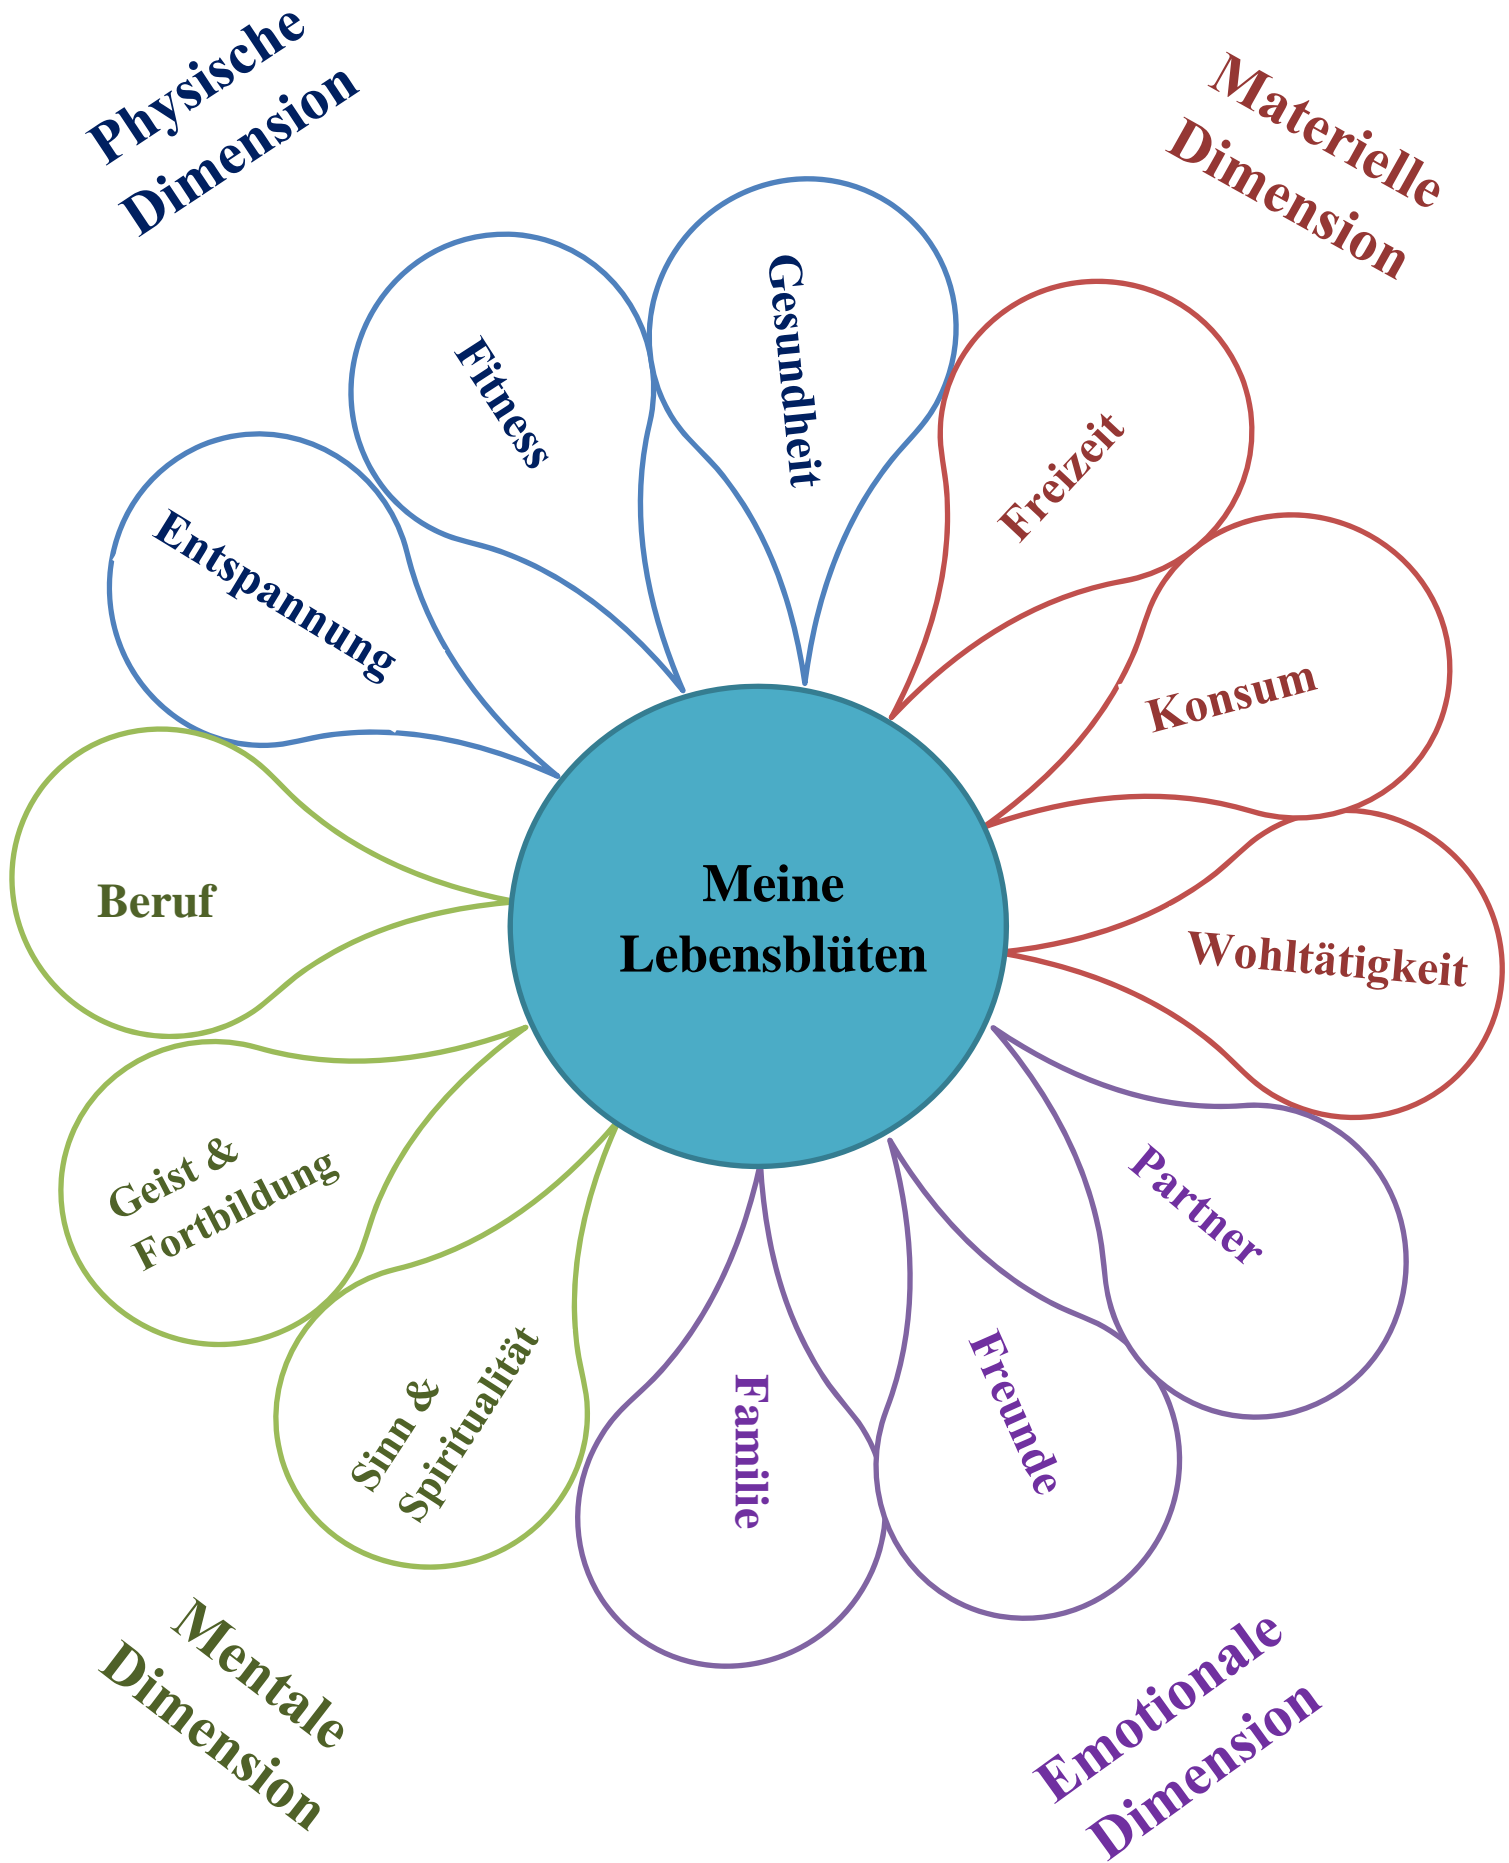 Physische
Dimension
Materielle
Dimension
Gesundheit
Fitness
Freizeit
Entspannung
Konsum
Beruf
Meine
Lebensblüten
Wohltätigkeit
Geist &
Fortbildung
Partner
Sinn &
Spiritualität
Familie
Freunde
Mentale
Dimension
Emotionale
Dimension